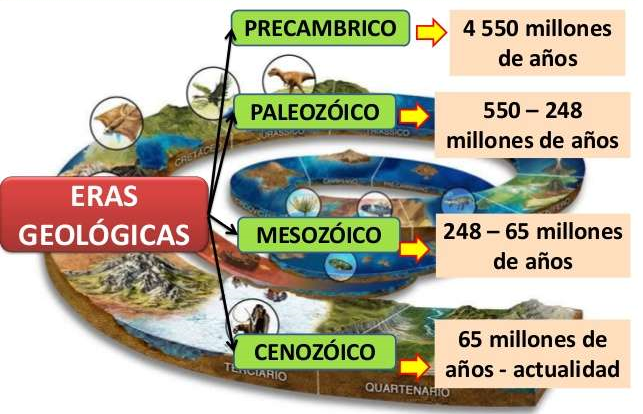 PRECAMBRICO
4 550 millones
de años
PALEOZÓICO
550 – 248
millones de años
ERAS
GEOLÓGICAS
MESOZÓICO
248 – 65 millones
de años
CENOZÓICO
65 millones de
años - actualidad
TERCIARIO
QUARTENARIO